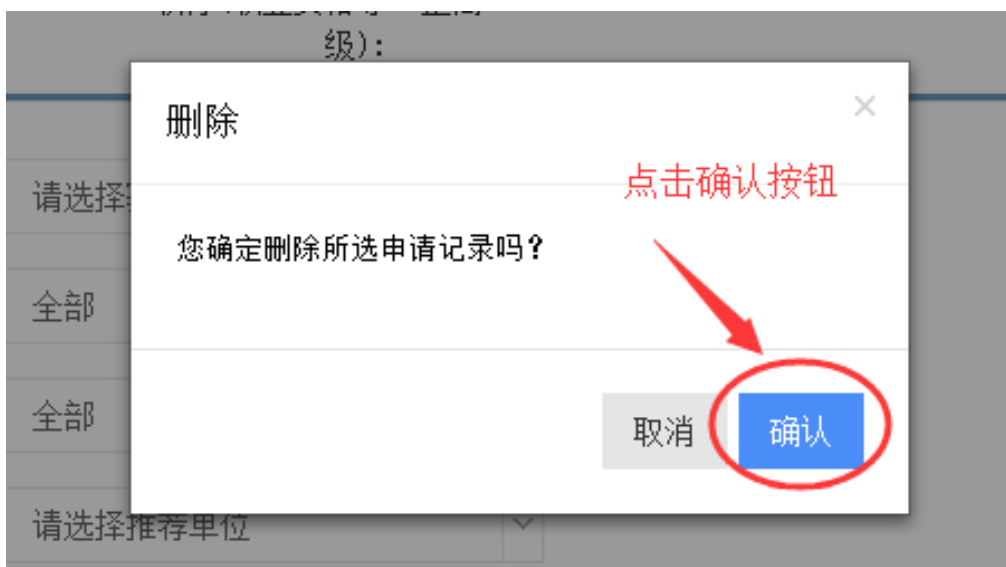 级）：
删除
×
点击确认按钮
请选择
您确定删除所选申请记录吗？
全部
全部
取消
确认
请选择推荐单位